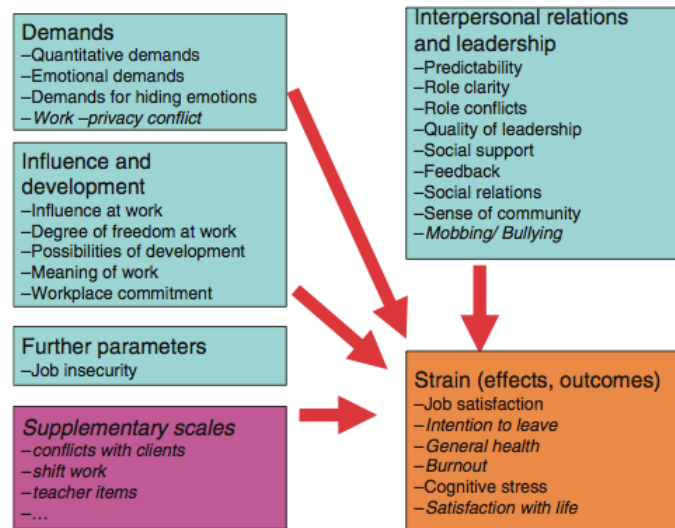 Demands
–Quantitative demands
–Emotional demands
–Demands for hiding emotions
–Work –privacy conflict
Influence and
development
–Influence at work
–Degree of freedom at work
–Possibilities of development
–Meaning of work
–Workplace commitment
Further parameters
–Job insecurity
Supplementary scales
–conflicts with clients
–shift work
–teacher items
–...
Interpersonal relations
and leadership
–Predictability
–Role clarity
–Role conflicts
–Quality of leadership
–Social support
–Feedback
–Social relations
–Sense of community
–Mobbing/ Bullying
Strain (effects, outcomes)
–Job satisfaction
–Intention to leave
–General health
–Burnout
–Cognitive stress
–Satisfaction with life